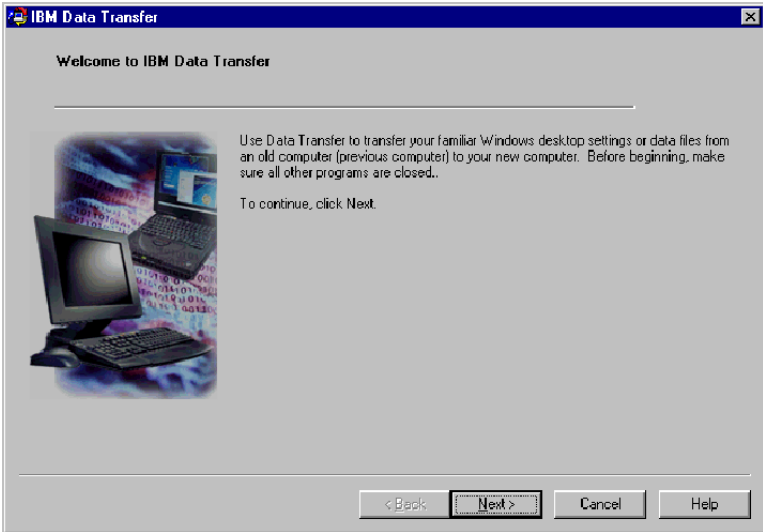 IBM Data Transfer
Welcome to IBM Data Transfer
Use Data Transfer to transfer your familiar Windows desktop settings or data files from
an old computer (previous computer) to your new computer. Before beginning, make
sure all other programs are closed..
To continue, click Next.
< Back Next > Cancel Help